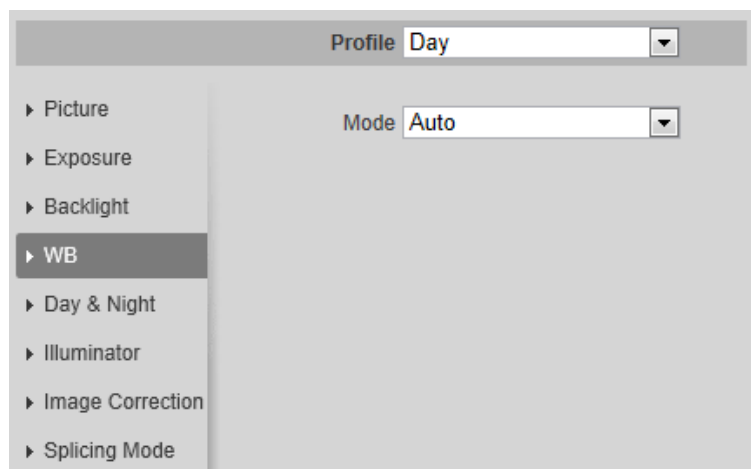 Profile Day
Picture
Mode Auto
Exposure
Backlight
WB
Day & Night
Illuminator
Image Correction
Splicing Mode